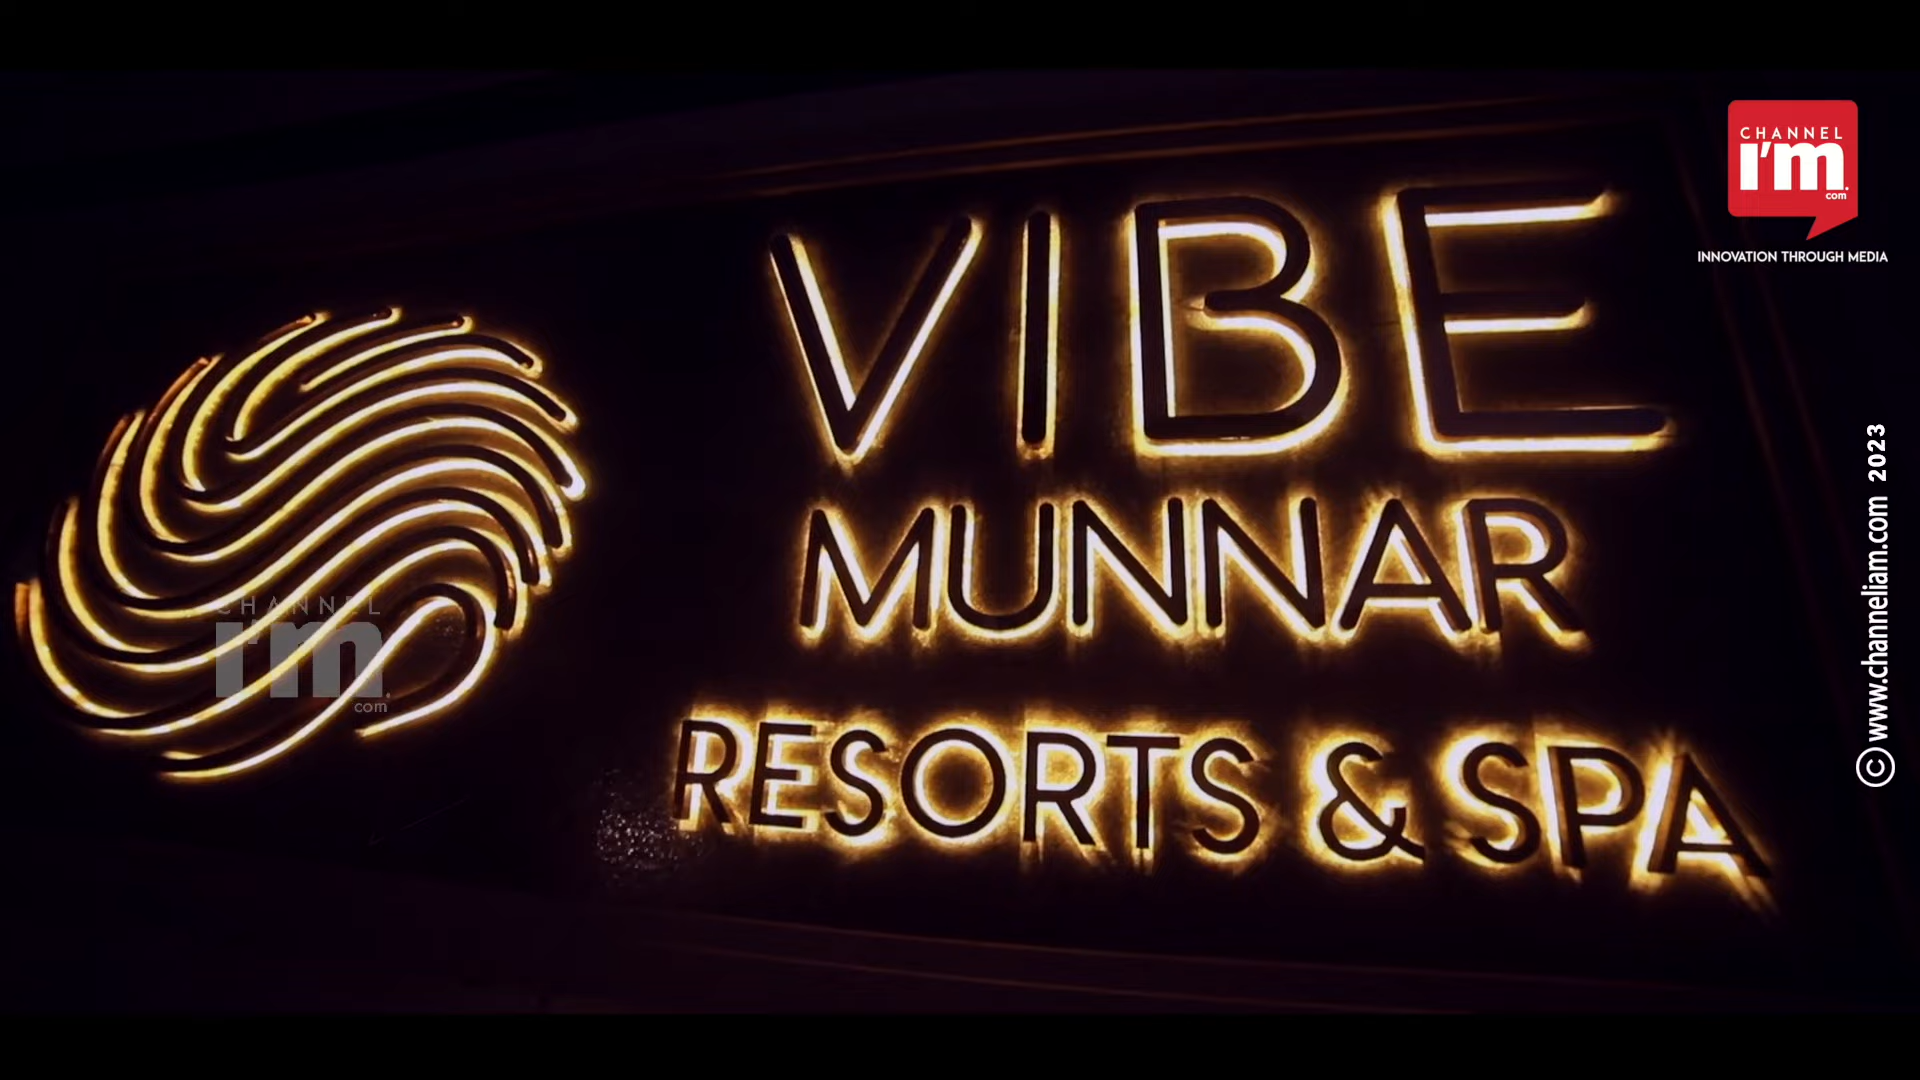 CHANNEL
I'm
.com
INNOVATION THROUGH MEDIA
VIBE
MUNNAR
RESORTS & SPA
CHANNEL
I'm
.com
© www.channeliam.com 2023